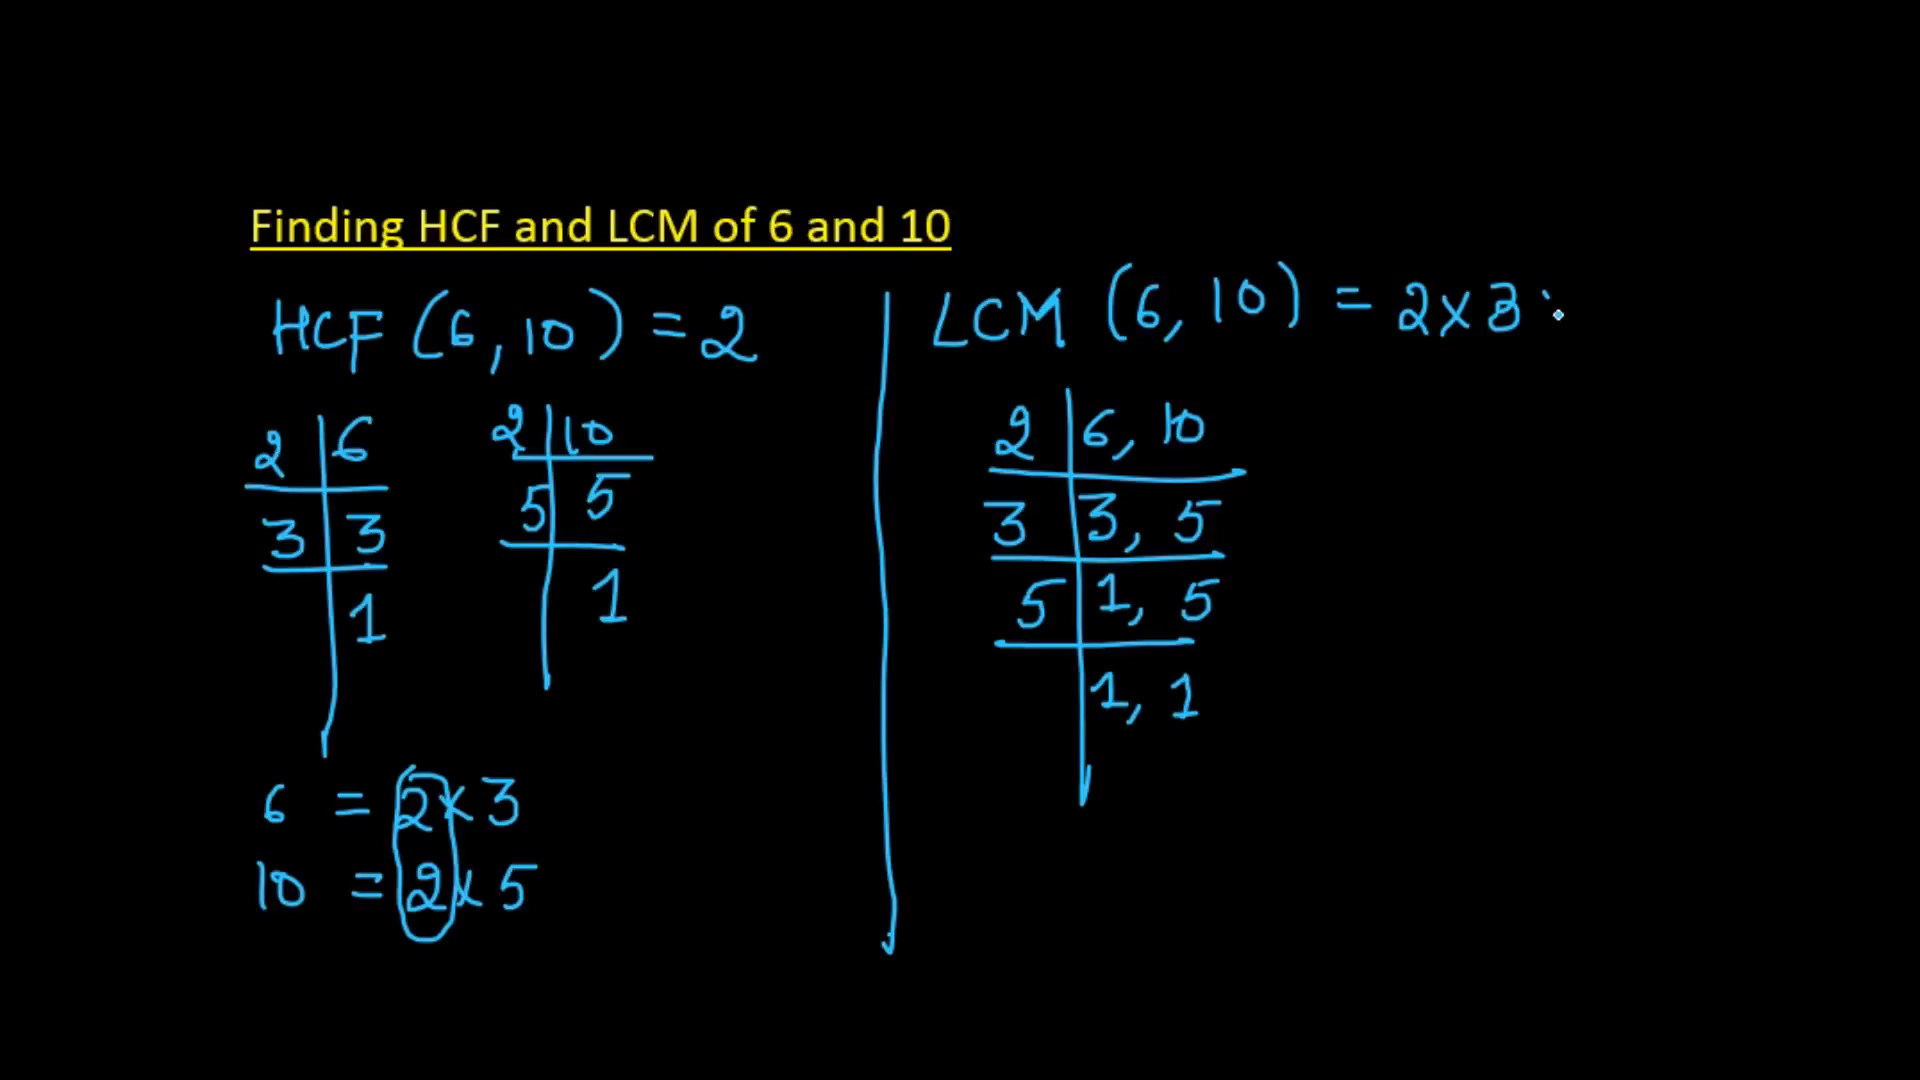 Finding HCF and LCM of 6 and 10
HCF (6, 10) = 2
2 | 6
3 | 3
1
2 | 10
5 | 5
1
6 = 2 x 3
10 = 2 x 5
LCM (6, 10) = 2 x 3
2 | 6, 10
3 | 3, 5
5 | 1, 5
1, 1